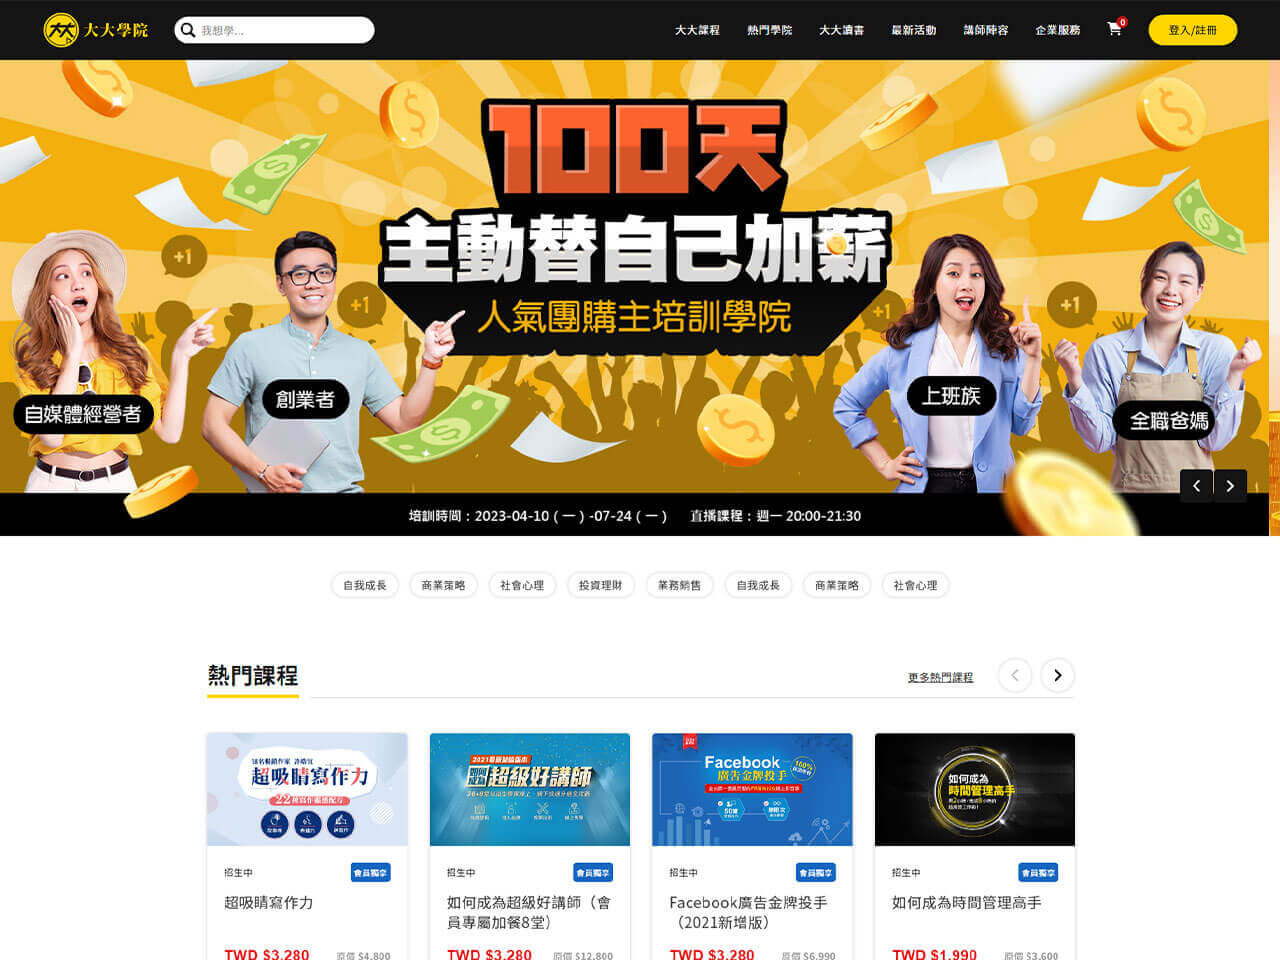 大大學院
我想學...
大大課程
熱門學院
大大讀書
最新活動
講師陣容
企業服務
0
登入/註冊
100天
主動替自己加薪
人氣團購主培訓學院
+1
+1
+1
+1
自媒體經營者
創業者
上班族
全職爸媽
培訓時間：2023-04-10 ( 一 ) -07-24 ( 一 ) 直播課程：週一 20:00-21:30
自我成長
商業策略
社會心理
投資理財
業務銷售
自我成長
商業策略
社會心理
熱門課程
更多熱門課程
超吸睛寫作力
2021最新加值版本
如何成為
超級好講師
Facebook
廣告金牌投手
如何成為
時間管理高手
招生中
會員獨享
超吸睛寫作力
TWD $3,280
原價 $4,800
招生中
會員獨享
如何成為超級好講師（會
員專屬加餐8堂）
TWD $3,280
原價 $12,800
招生中
會員獨享
Facebook廣告金牌投手
（2021新增版）
TWD $3,280
原價 $6,990
招生中
會員獨享
如何成為時間管理高手
TWD $1,990
原價 $3,600